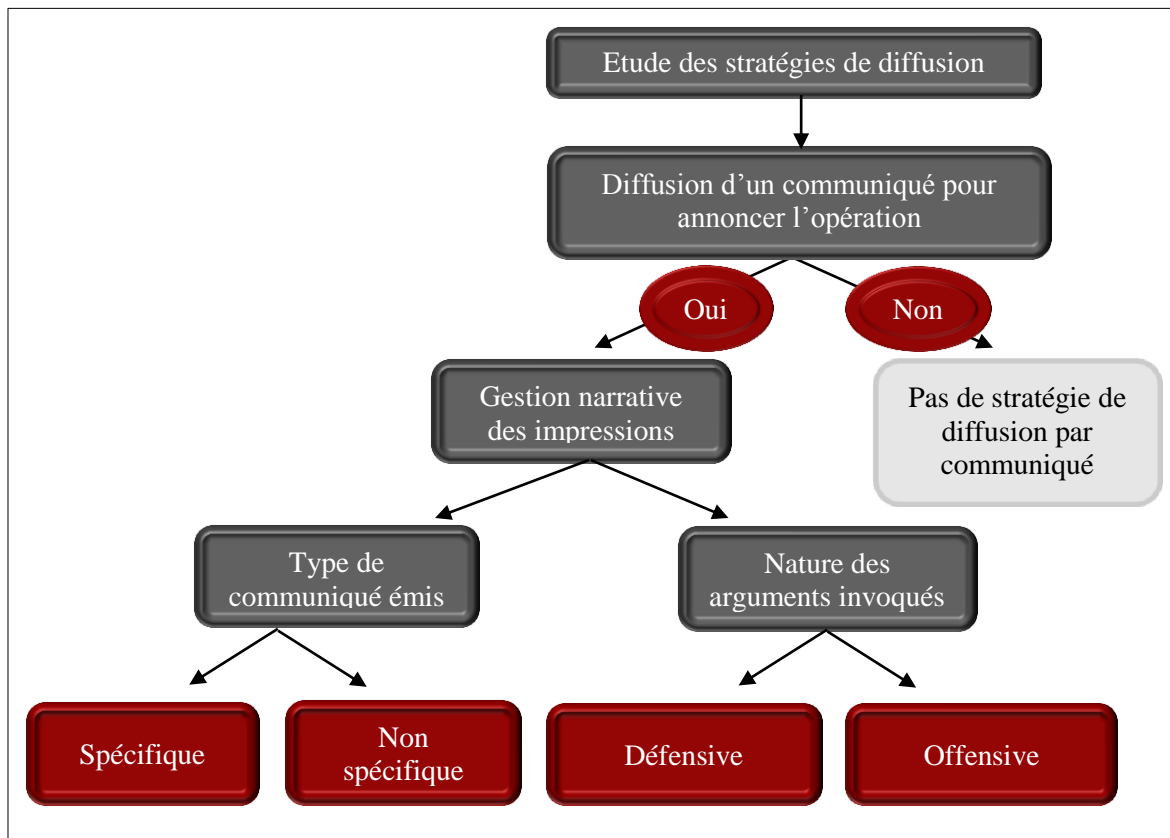 Etude des stratégies de diffusion
Diffusion d’un communiqué pour
annoncer l’opération
Oui
Non
Gestion narrative
des impressions
Pas de stratégie de
diffusion par
communiqué
Type de
communiqué émis
Nature des
arguments invoqués
Spécifique
Non
spécifique
Défensive
Offensive